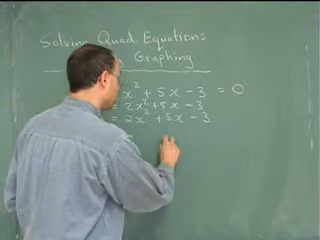 Solving Quad. Equations
Graphing
x² + 5x - 3 = 0
= 2x² + 5x - 3
= 2x² + 5x - 3